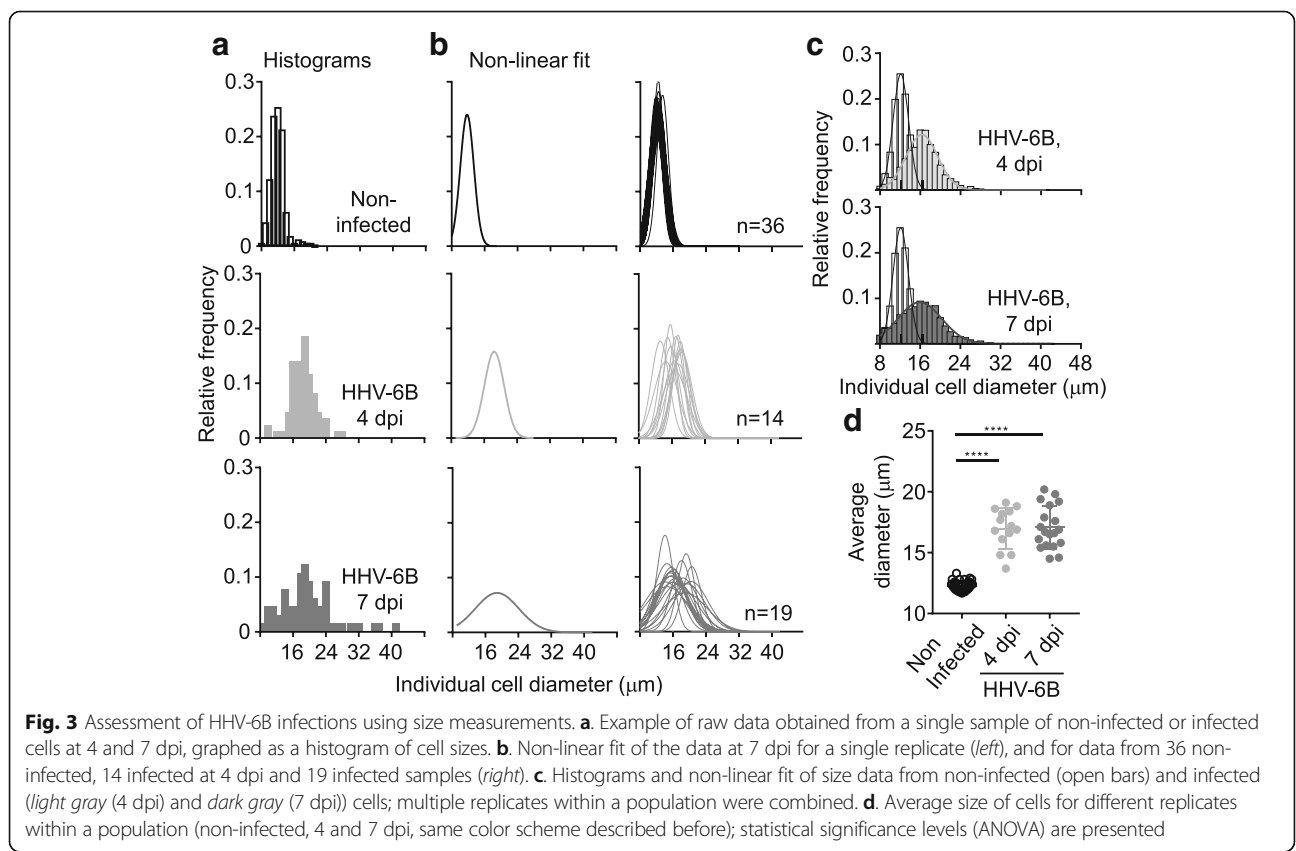 a
Histograms
0.3
0.2
0.1
0
Non-
infected
0.3
0.2
0.1
0
HHV-6B
4 dpi
0.3
0.2
0.1
0
HHV-6B
7 dpi
16 24 32 40
Relative frequency
b
Non-linear fit
n=36
n=14
n=19
16 24 32 40
16 24 32 40
Individual cell diameter (μm)
c
0.3
0.2
0.1
HHV-6B,
4 dpi
0.3
0.2
0.1
HHV-6B,
7 dpi
Relative frequency
8 16 24 32 40 48
Individual cell diameter (μm)
d
25
20
15
10
Average
diameter (μm)
****
****
Non
Infected
4 dpi
7 dpi
HHV-6B
Fig. 3 Assessment of HHV-6B infections using size measurements. a. Example of raw data obtained from a single sample of non-infected or infected
cells at 4 and 7 dpi, graphed as a histogram of cell sizes. b. Non-linear fit of the data at 7 dpi for a single replicate (left), and for data from 36 non-
infected, 14 infected at 4 dpi and 19 infected samples (right). c. Histograms and non-linear fit of size data from non-infected (open bars) and infected
(light gray (4 dpi) and dark gray (7 dpi)) cells; multiple replicates within a population were combined. d. Average size of cells for different replicates
within a population (non-infected, 4 and 7 dpi, same color scheme described before); statistical significance levels (ANOVA) are presented